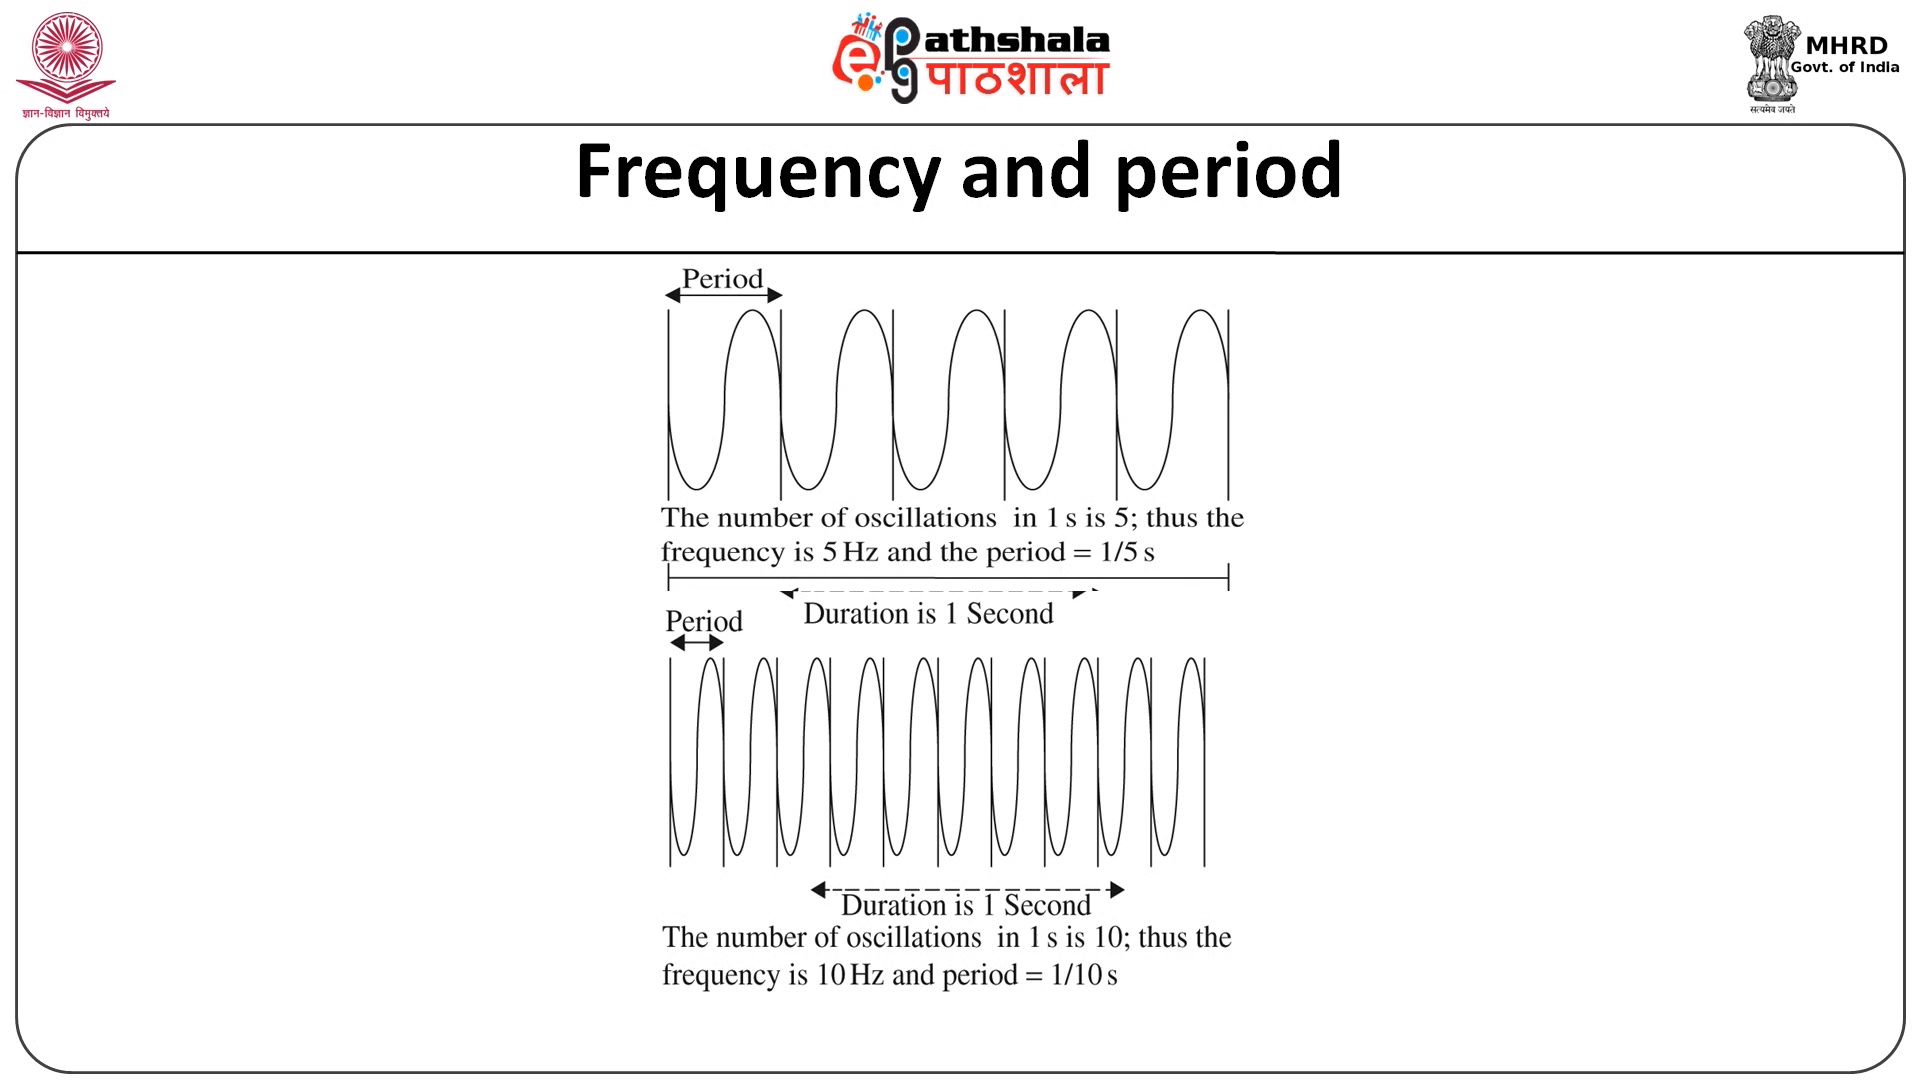 ज्ञान-विज्ञान विमुक्तये
ePathshala
pg पाठशाला
MHRD
Govt. of India
सत्यमेव जयते
Frequency and period
Period
The number of oscillations in 1 s is 5; thus the
frequency is 5 Hz and the period = 1/5 s
Duration is 1 Second
Period
Duration is 1 Second
The number of oscillations in 1 s is 10; thus the
frequency is 10 Hz and period = 1/10 s